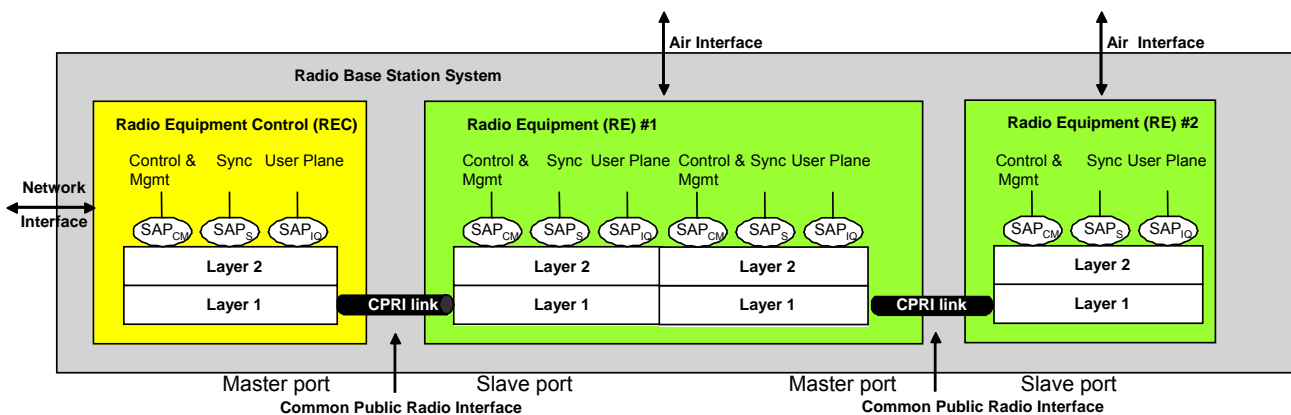 Air Interface
Air Interface
Radio Base Station System
Radio Equipment Control (REC)
Radio Equipment (RE) #1
Radio Equipment (RE) #2
Control &
Mgmt
Sync
User Plane
Control &
Mgmt
Sync
User Plane
Control &
Mgmt
Sync
User Plane
Control &
Mgmt
Sync
User Plane
Network
Interface
SAPCM
SAPS
SAPIQ
SAPCM
SAPS
SAPIQ
SAPCM
SAPS
SAPIQ
SAPCM
SAPS
SAPIQ
Layer 2
Layer 2
Layer 2
Layer 2
Layer 1
CPRI link
Layer 1
Layer 1
CPRI link
Layer 1
Master port
Slave port
Master port
Slave port
Common Public Radio Interface
Common Public Radio Interface